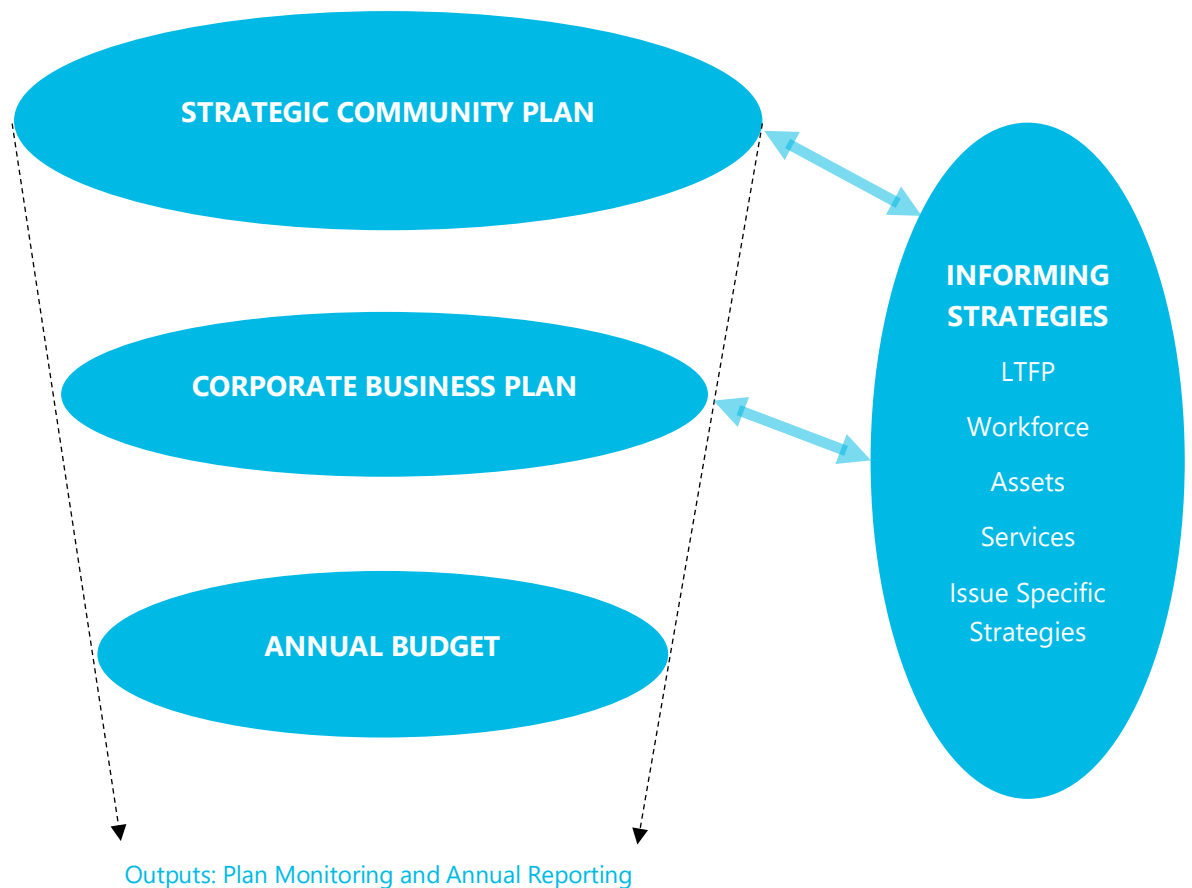 STRATEGIC COMMUNITY PLAN
CORPORATE BUSINESS PLAN
ANNUAL BUDGET
INFORMING
STRATEGIES
LTFP
Workforce
Assets
Services
Issue Specific
Strategies
Outputs: Plan Monitoring and Annual Reporting